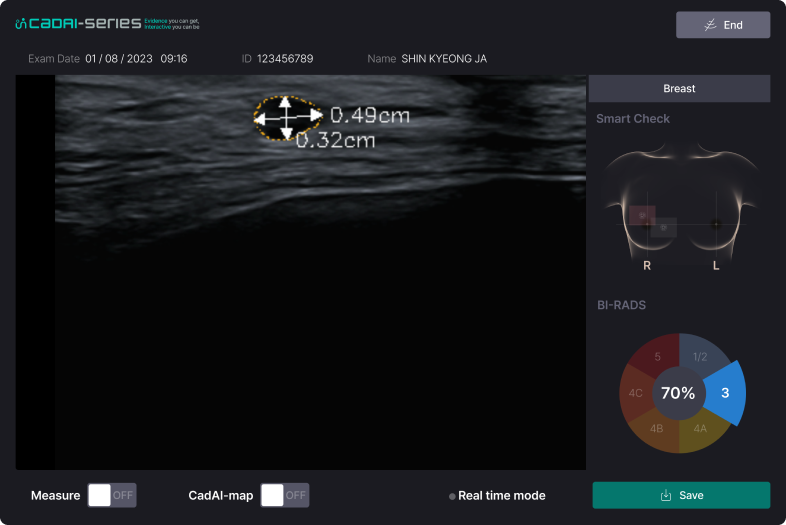 CADAI-SERIES Evidence you can get,
Interactive you can be
End
Exam Date 01 / 08 / 2023 09:16 ID 123456789 Name SHIN KYEONG JA
0.49cm
0.32cm
Breast
Smart Check
R L
BI-RADS
5 1/2
4C 70% 3
4B 4A
Measure OFF CadAI-map OFF Real time mode Save